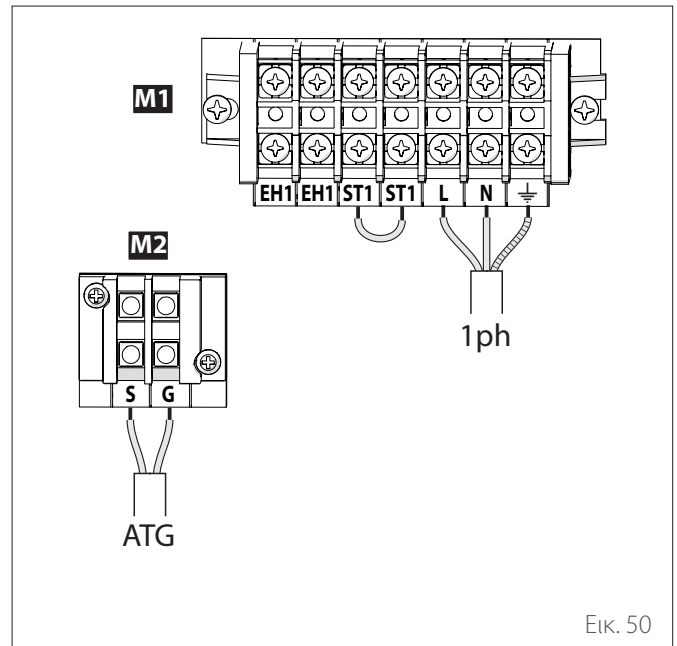 M1
EH1 EH1 ST1 ST1 L N ⏚
M2
1ph
S G
ATG
Εικ. 50